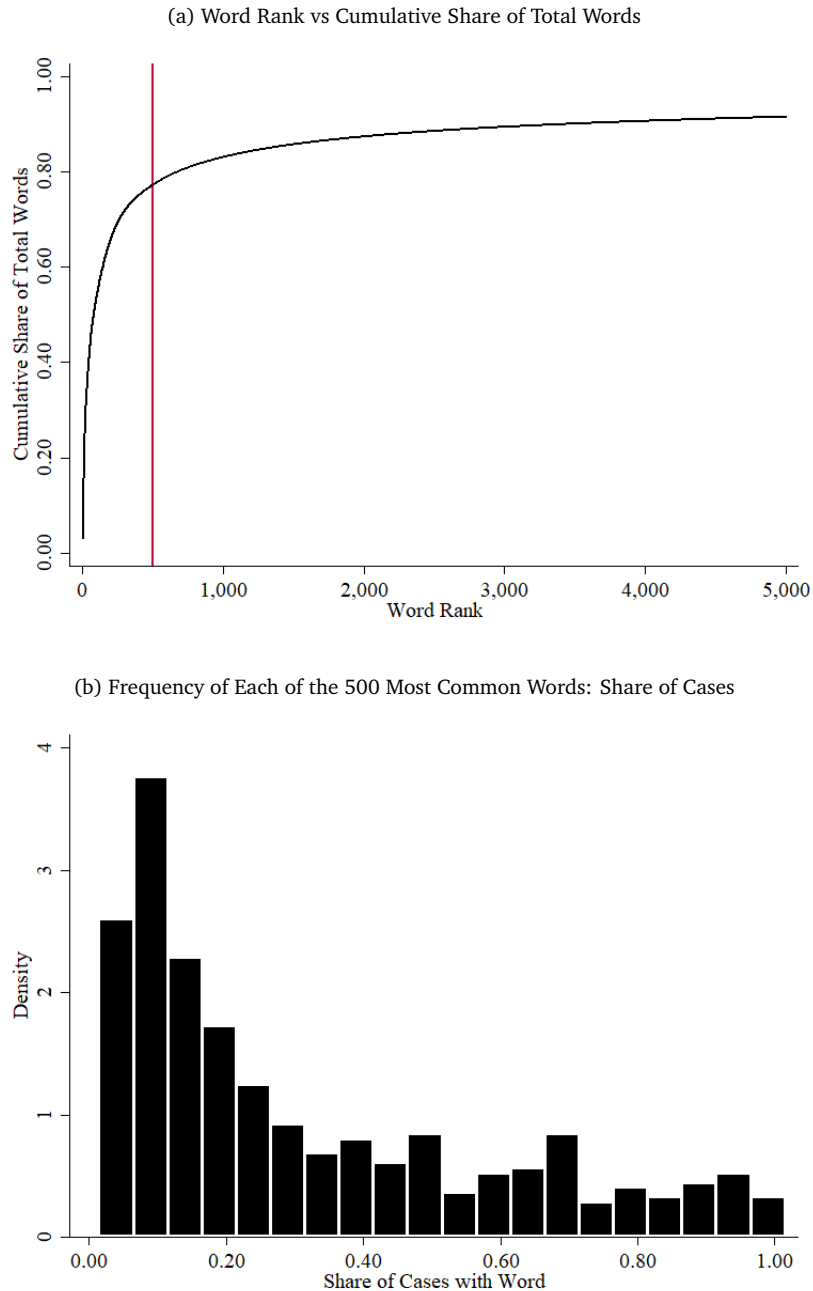 (a) Word Rank vs Cumulative Share of Total Words
Cumulative Share of Total Words
1.00
0.80
0.60
0.40
0.20
0.00
0 1,000 2,000 3,000 4,000 5,000
Word Rank
(b) Frequency of Each of the 500 Most Common Words: Share of Cases
Density
4
3
2
1
0
0.00 0.20 0.40 0.60 0.80 1.00
Share of Cases with Word